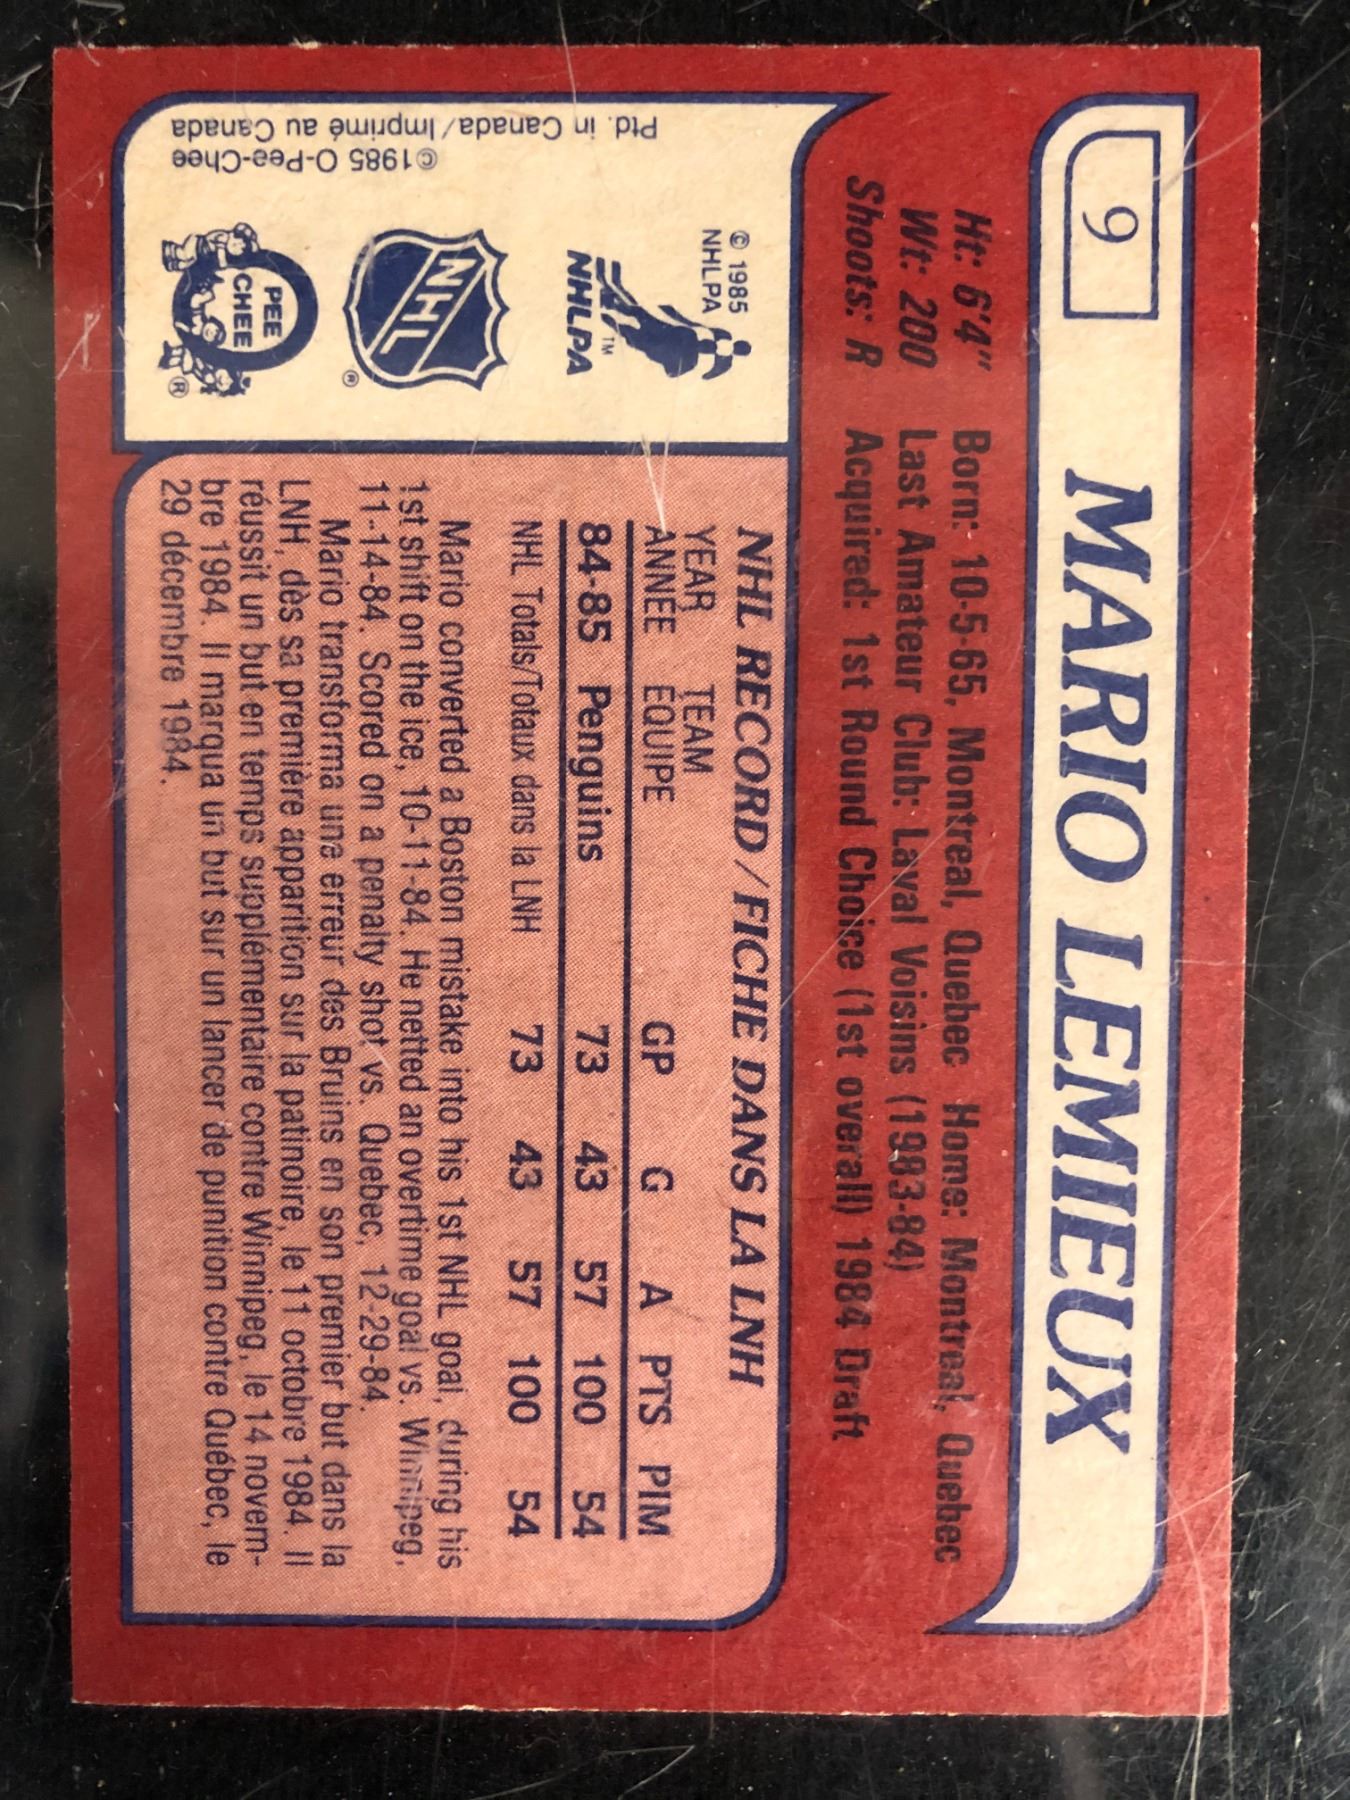 9
MARIO LEMIEUX
Ht: 6'4" Born: 10-5-65, Montreal, Quebec Home: Montreal, Quebec
Wt: 200 Last Amateur Club: Laval Voisins (1983-84)
Shoots: R Acquired: 1st Round Choice (1st overall) 1984 Draft
© 1985
NHLPA
NHLPA TM
NHL ®
PEE
CHEE
®
©1985 O-Pee-Chee
Ptd. in Canada/Imprimé au Canada
NHL RECORD/FICHE DANS LA LNH
YEAR TEAM
ANNEE EQUIPE GP G A PTS PIM
84-85 Penguins 73 43 57 100 54
NHL Totals/Totaux dans la LNH 73 43 57 100 54
Mario converted a Boston mistake into his 1st NHL goal, during his
1st shift on the ice, 10-11-84. He netted an overtime goal vs. Winnipeg,
11-14-84. Scored on a penalty shot vs. Quebec, 12-29-84.
Mario transforma une erreur des Bruins en son premier but dans la
LNH, dès sa première apparition sur la patinoire, le 11 octobre 1984. Il
réussit un but en temps supplémentaire contre Winnipeg, le 14 novem-
bre 1984. Il marqua un but sur un lancer de punition contre Québec, le
29 décembre 1984.